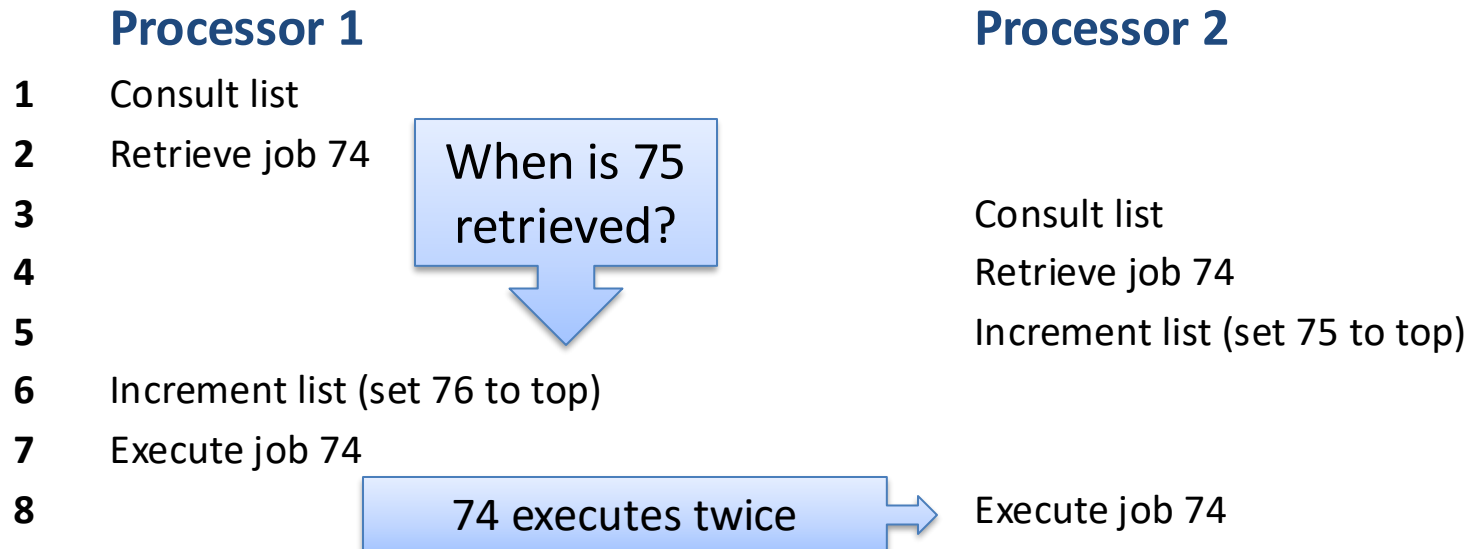 Processor 1 Processor 2
1 Consult list
2 Retrieve job 74
When is 75
retrieved?
3 Consult list
4 Retrieve job 74
5 Increment list (set 75 to top)
6 Increment list (set 76 to top)
7 Execute job 74
8 74 executes twice Execute job 74